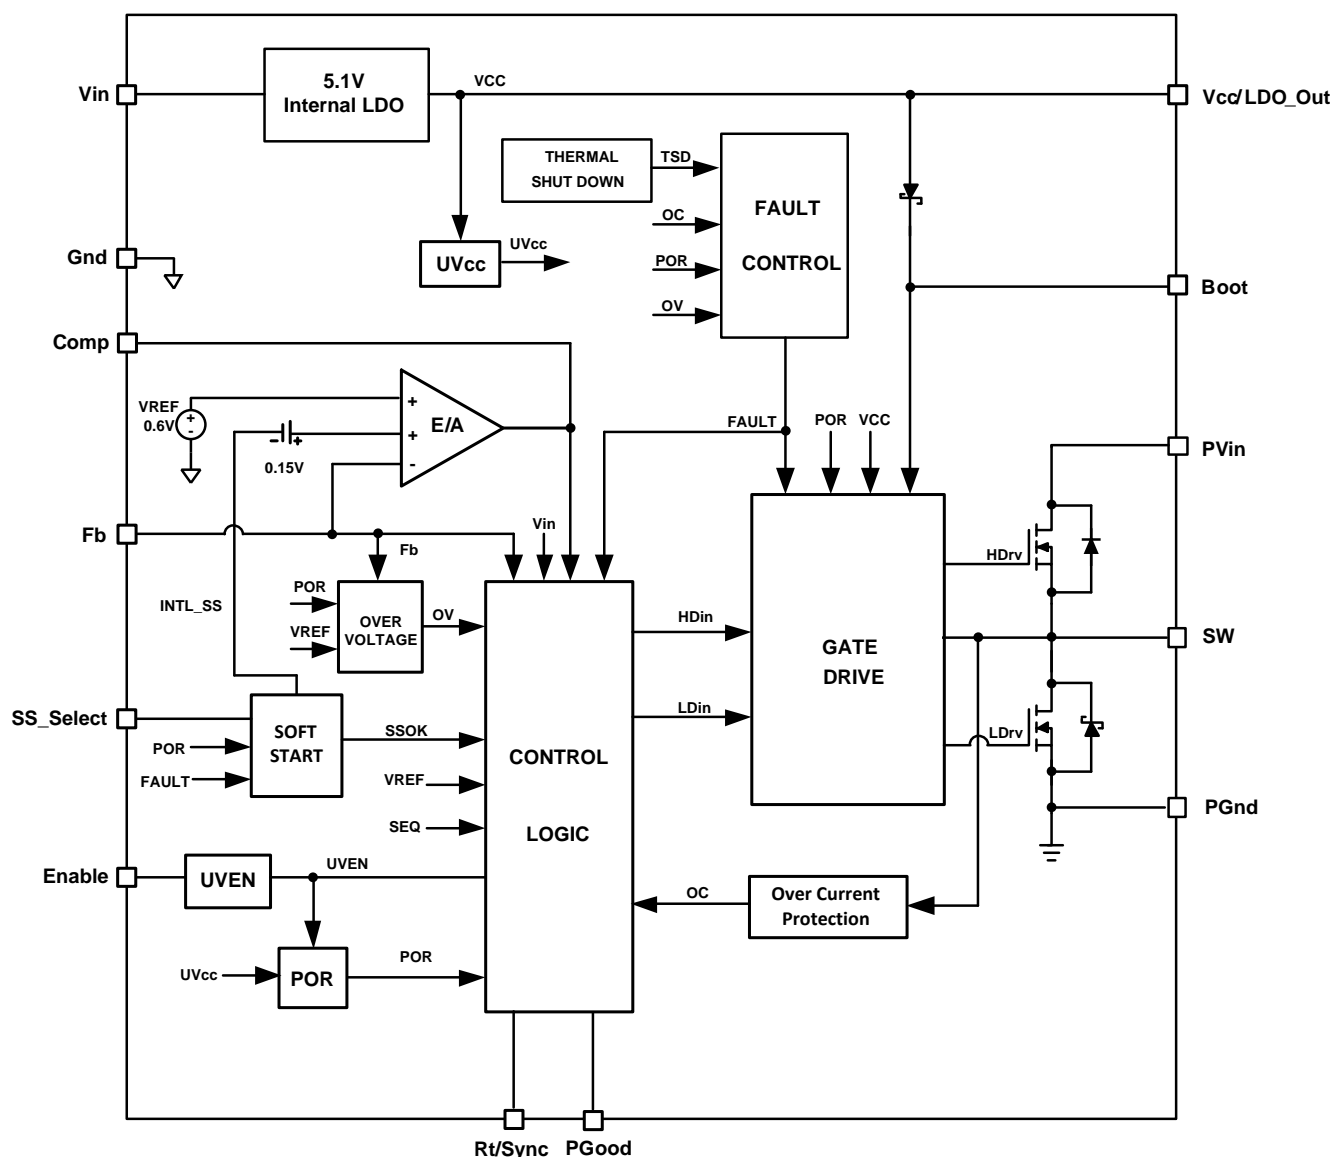 5.1V
Internal LDO
VCC
Vin
Vcc/LDO_Out
THERMAL
SHUT DOWN
TSD
FAULT
CONTROL
OC
POR
OV
UVcc
UVcc
Gnd
Boot
Comp
VREF
0.6V
+
-
+
+
-
E/A
-
+
0.15V
FAULT
POR
VCC
PVin
Fb
Fb
Vin
HDrv
INTL_SS
POR
VREF
OVER
VOLTAGE
OV
HDin
GATE
DRIVE
SW
SS_Select
SOFT
START
POR
FAULT
SSOK
VREF
SEQ
CONTROL
LOGIC
LDin
LDrv
PGnd
Enable
UVEN
UVEN
OC
Over Current
Protection
UVcc
POR
POR
Rt/Sync
PGood